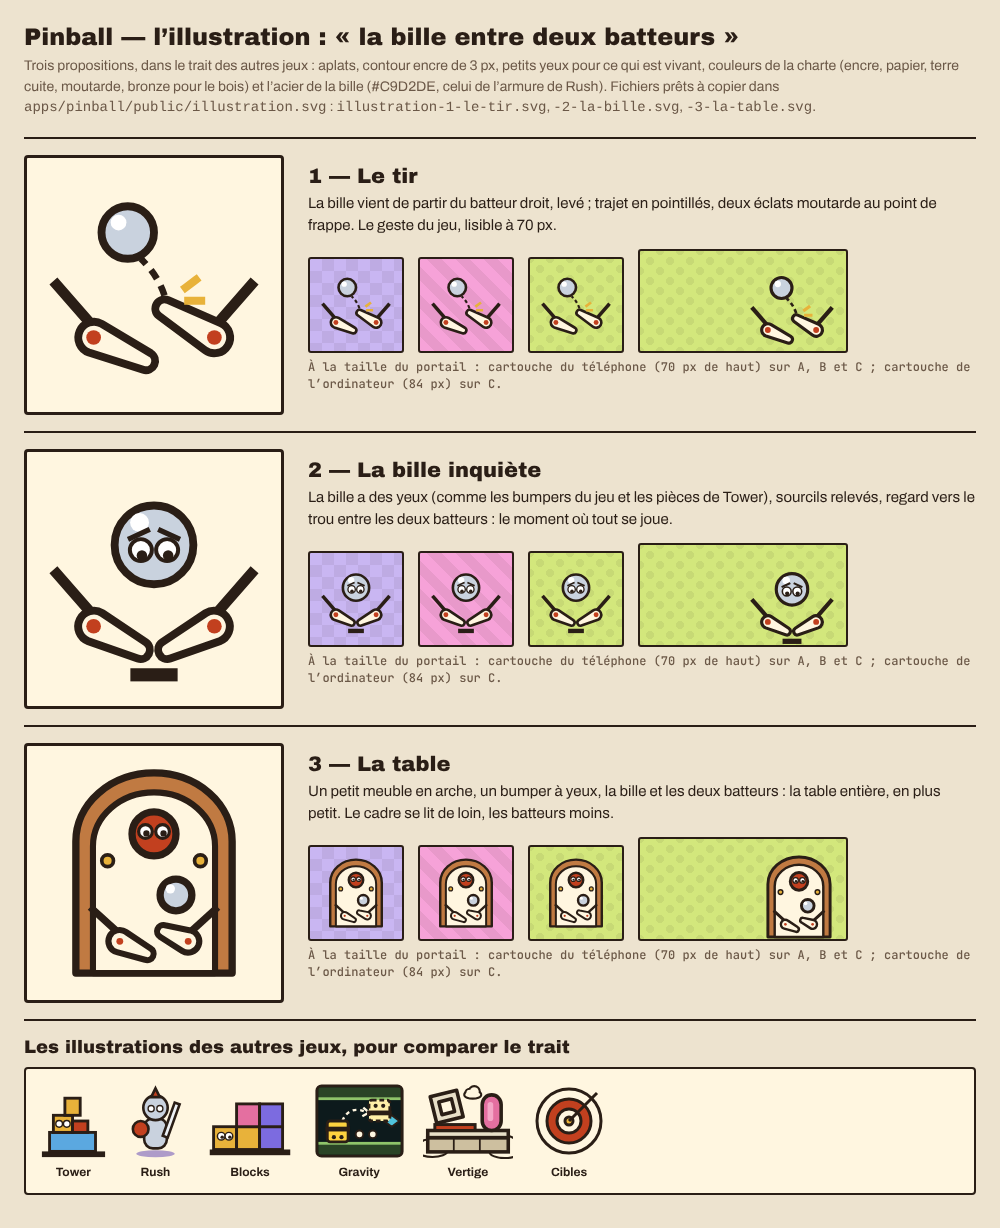 Pinball — l’illustration : « la bille entre deux batteurs »
Trois propositions, dans le trait des autres jeux : aplats, contour encre de 3 px, petits yeux pour ce qui est vivant, couleurs de la charte (encre, papier, terre
cuite, moutarde, bronze pour le bois) et l’acier de la bille (#C9D2DE, celui de l’armure de Rush). Fichiers prêts à copier dans
apps/pinball/public/illustration.svg : illustration-1-le-tir.svg, -2-la-bille.svg, -3-la-table.svg.
1 — Le tir
La bille vient de partir du batteur droit, levé ; trajet en pointillés, deux éclats moutarde au point de
frappe. Le geste du jeu, lisible à 70 px.
À la taille du portail : cartouche du téléphone (70 px de haut) sur A, B et C ; cartouche de
l’ordinateur (84 px) sur C.
2 — La bille inquiète
La bille a des yeux (comme les bumpers du jeu et les pièces de Tower), sourcils relevés, regard vers le
trou entre les deux batteurs : le moment où tout se joue.
À la taille du portail : cartouche du téléphone (70 px de haut) sur A, B et C ; cartouche de
l’ordinateur (84 px) sur C.
3 — La table
Un petit meuble en arche, un bumper à yeux, la bille et les deux batteurs : la table entière, en plus
petit. Le cadre se lit de loin, les batteurs moins.
À la taille du portail : cartouche du téléphone (70 px de haut) sur A, B et C ; cartouche de
l’ordinateur (84 px) sur C.
Les illustrations des autres jeux, pour comparer le trait
Tower Rush Blocks Gravity Vertige Cibles